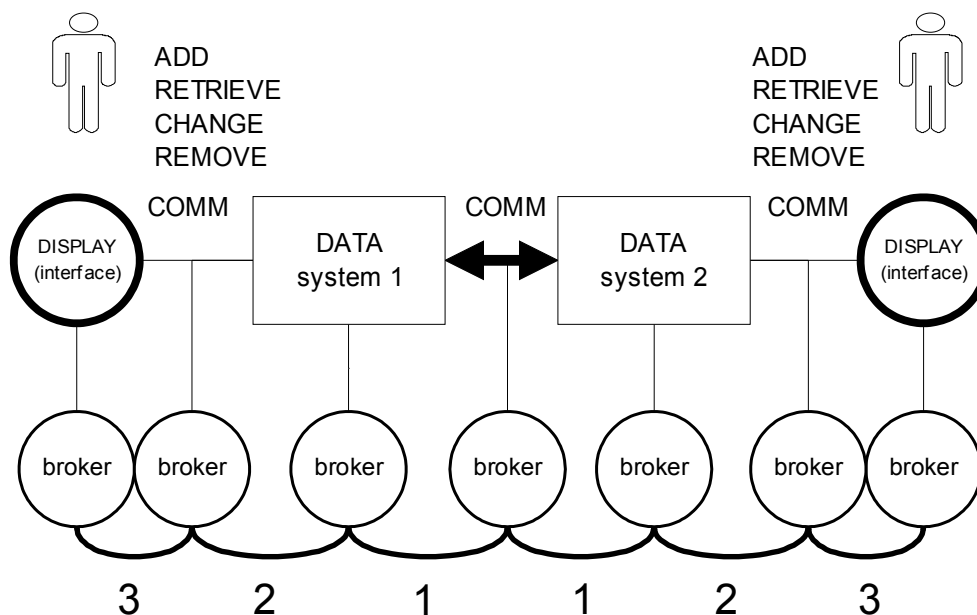 ADD
RETRIEVE
CHANGE
REMOVE
ADD
RETRIEVE
CHANGE
REMOVE
COMM
COMM
COMM
DISPLAY
(interface)
DATA
system 1
DATA
system 2
DISPLAY
(interface)
broker
broker
broker
broker
broker
broker
broker
3
2
1
1
2
3